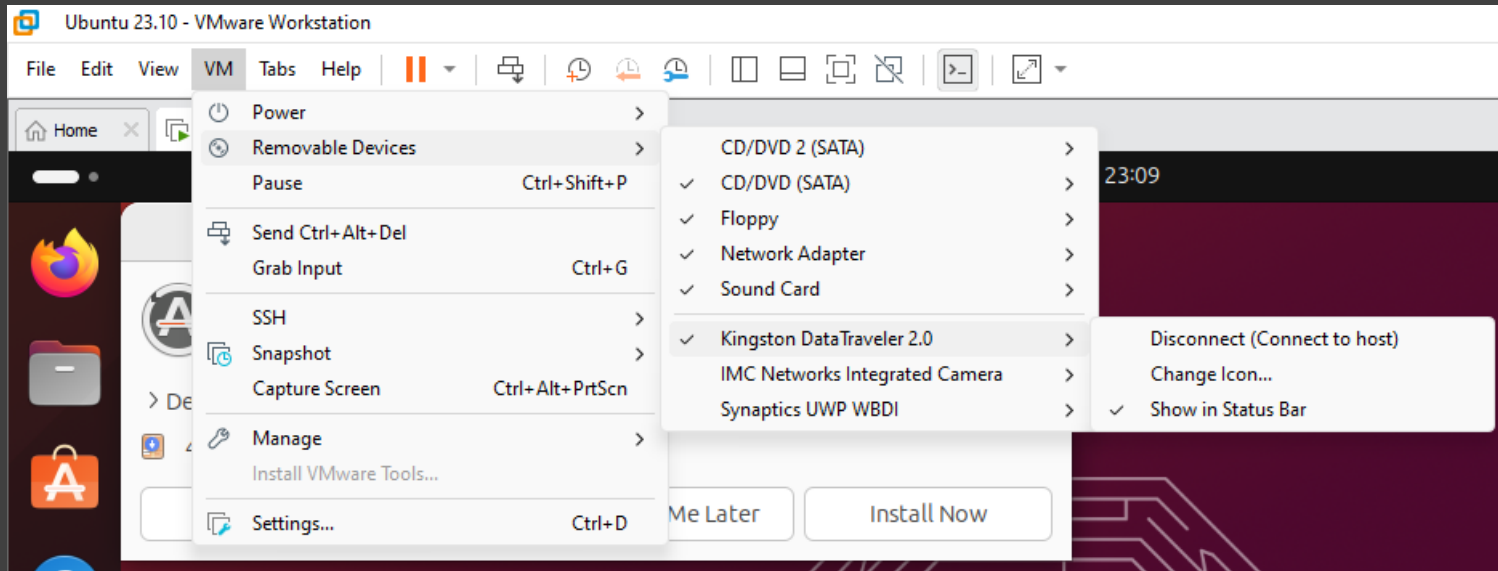 Ubuntu 23.10 - VMware Workstation
File Edit View VM Tabs Help
Home
Power
Removable Devices
Pause Ctrl+Shift+P
Send Ctrl+Alt+Del
Grab Input Ctrl+G
SSH
Snapshot
Capture Screen Ctrl+Alt+PrtScn
Manage
Install VMware Tools...
Settings... Ctrl+D
CD/DVD 2 (SATA)
CD/DVD (SATA)
Floppy
Network Adapter
Sound Card
Kingston DataTraveler 2.0
IMC Networks Integrated Camera
Synaptics UWP WBDI
Disconnect (Connect to host)
Change Icon...
Show in Status Bar
23:09
De
Me Later
Install Now